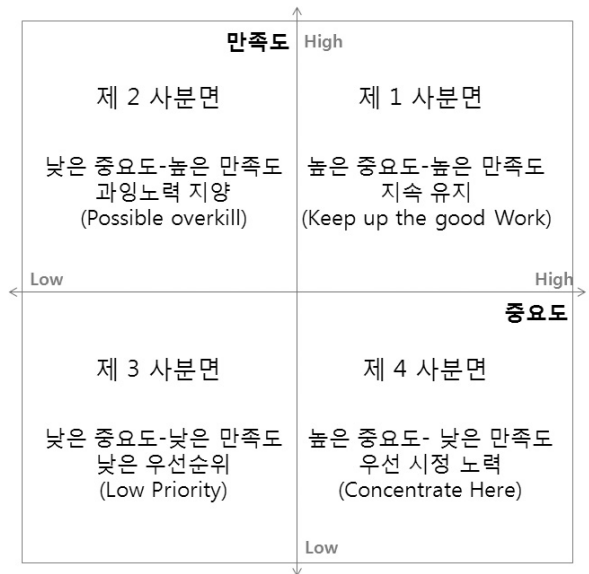 만족도 High
제 2 사분면
낮은 중요도-높은 만족도
과잉노력 지양
(Possible overkill)
제 1 사분면
높은 중요도-높은 만족도
지속 유지
(Keep up the good Work)
Low
High
중요도
제 3 사분면
낮은 중요도-낮은 만족도
낮은 우선순위
(Low Priority)
제 4 사분면
높은 중요도- 낮은 만족도
우선 시정 노력
(Concentrate Here)
Low